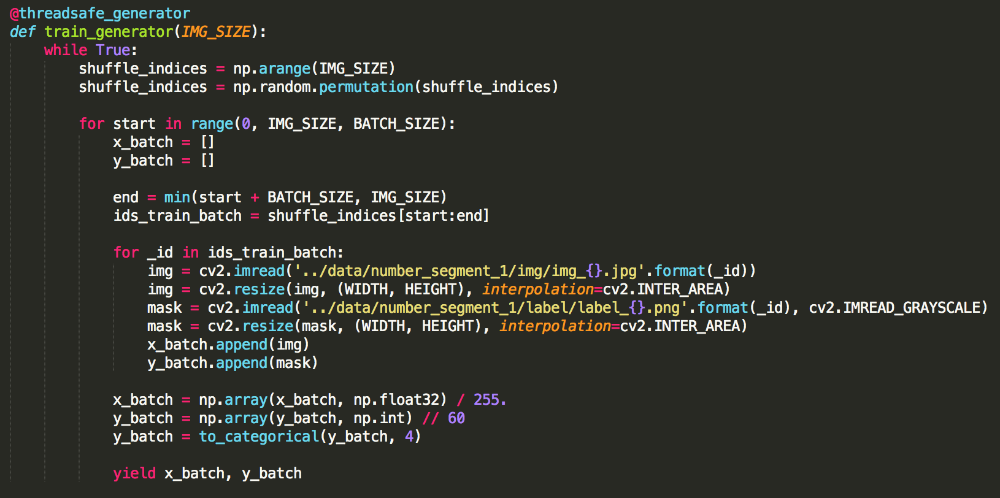 @threadsafe_generator
def train_generator(IMG_SIZE):
    while True:
        shuffle_indices = np.arange(IMG_SIZE)
        shuffle_indices = np.random.permutation(shuffle_indices)

        for start in range(0, IMG_SIZE, BATCH_SIZE):
            x_batch = []
            y_batch = []

            end = min(start + BATCH_SIZE, IMG_SIZE)
            ids_train_batch = shuffle_indices[start:end]

            for _id in ids_train_batch:
                img = cv2.imread('../data/number_segment_1/img/img_{}.jpg'.format(_id))
                img = cv2.resize(img, (WIDTH, HEIGHT), interpolation=cv2.INTER_AREA)
                mask = cv2.imread('../data/number_segment_1/label/label_{}.png'.format(_id), cv2.IMREAD_GRAYSCALE)
                mask = cv2.resize(mask, (WIDTH, HEIGHT), interpolation=cv2.INTER_AREA)
                x_batch.append(img)
                y_batch.append(mask)

            x_batch = np.array(x_batch, np.float32) / 255.
            y_batch = np.array(y_batch, np.int) // 60
            y_batch = to_categorical(y_batch, 4)

            yield x_batch, y_batch